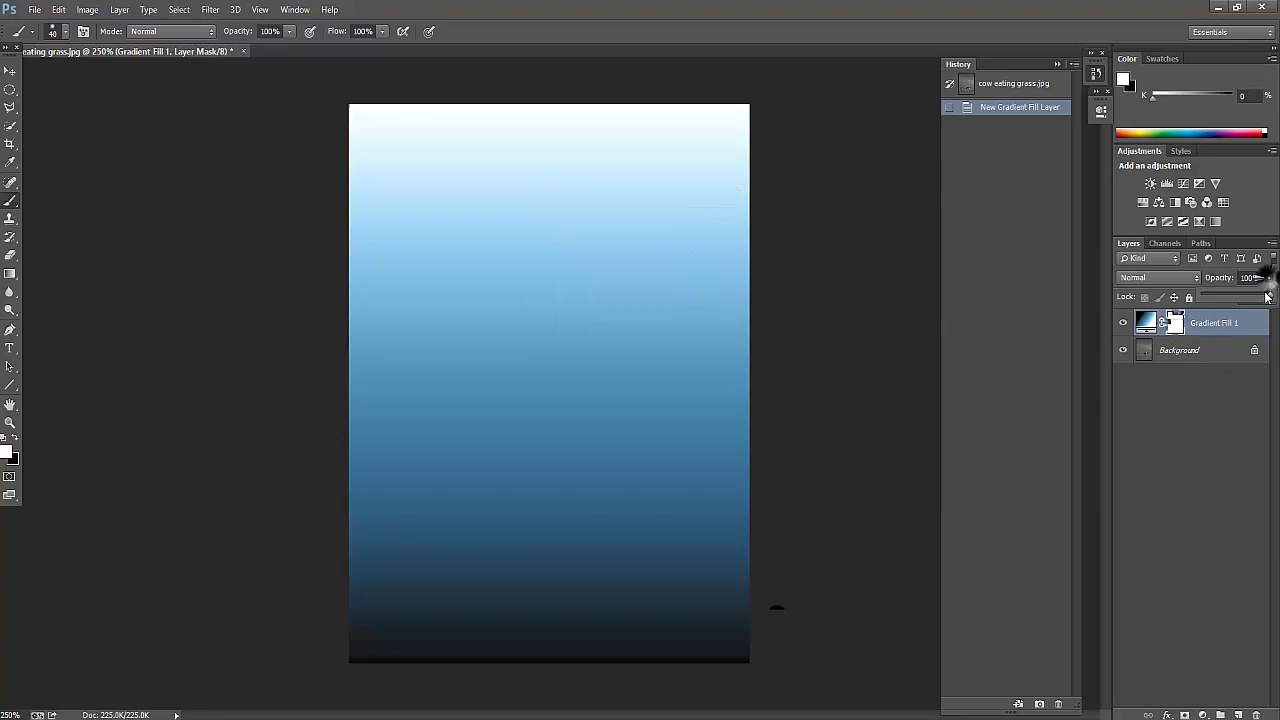 Ps File Edit Image Layer Type Select Filter 3D View Window Help
40 Mode: Normal Opacity: 100% Flow: 100% Essentials
eating grass.jpg @ 250% (Gradient Fill 1, Layer Mask/8) * ×
History
cow eating grass.jpg
New Gradient Fill Layer
Color Swatches
K 0 %
Adjustments Styles
Add an adjustment
Layers Channels Paths
Kind
Normal Opacity: 100%
Lock:
Gradient Fill 1
Background
250% Doc: 225.0K/225.0K